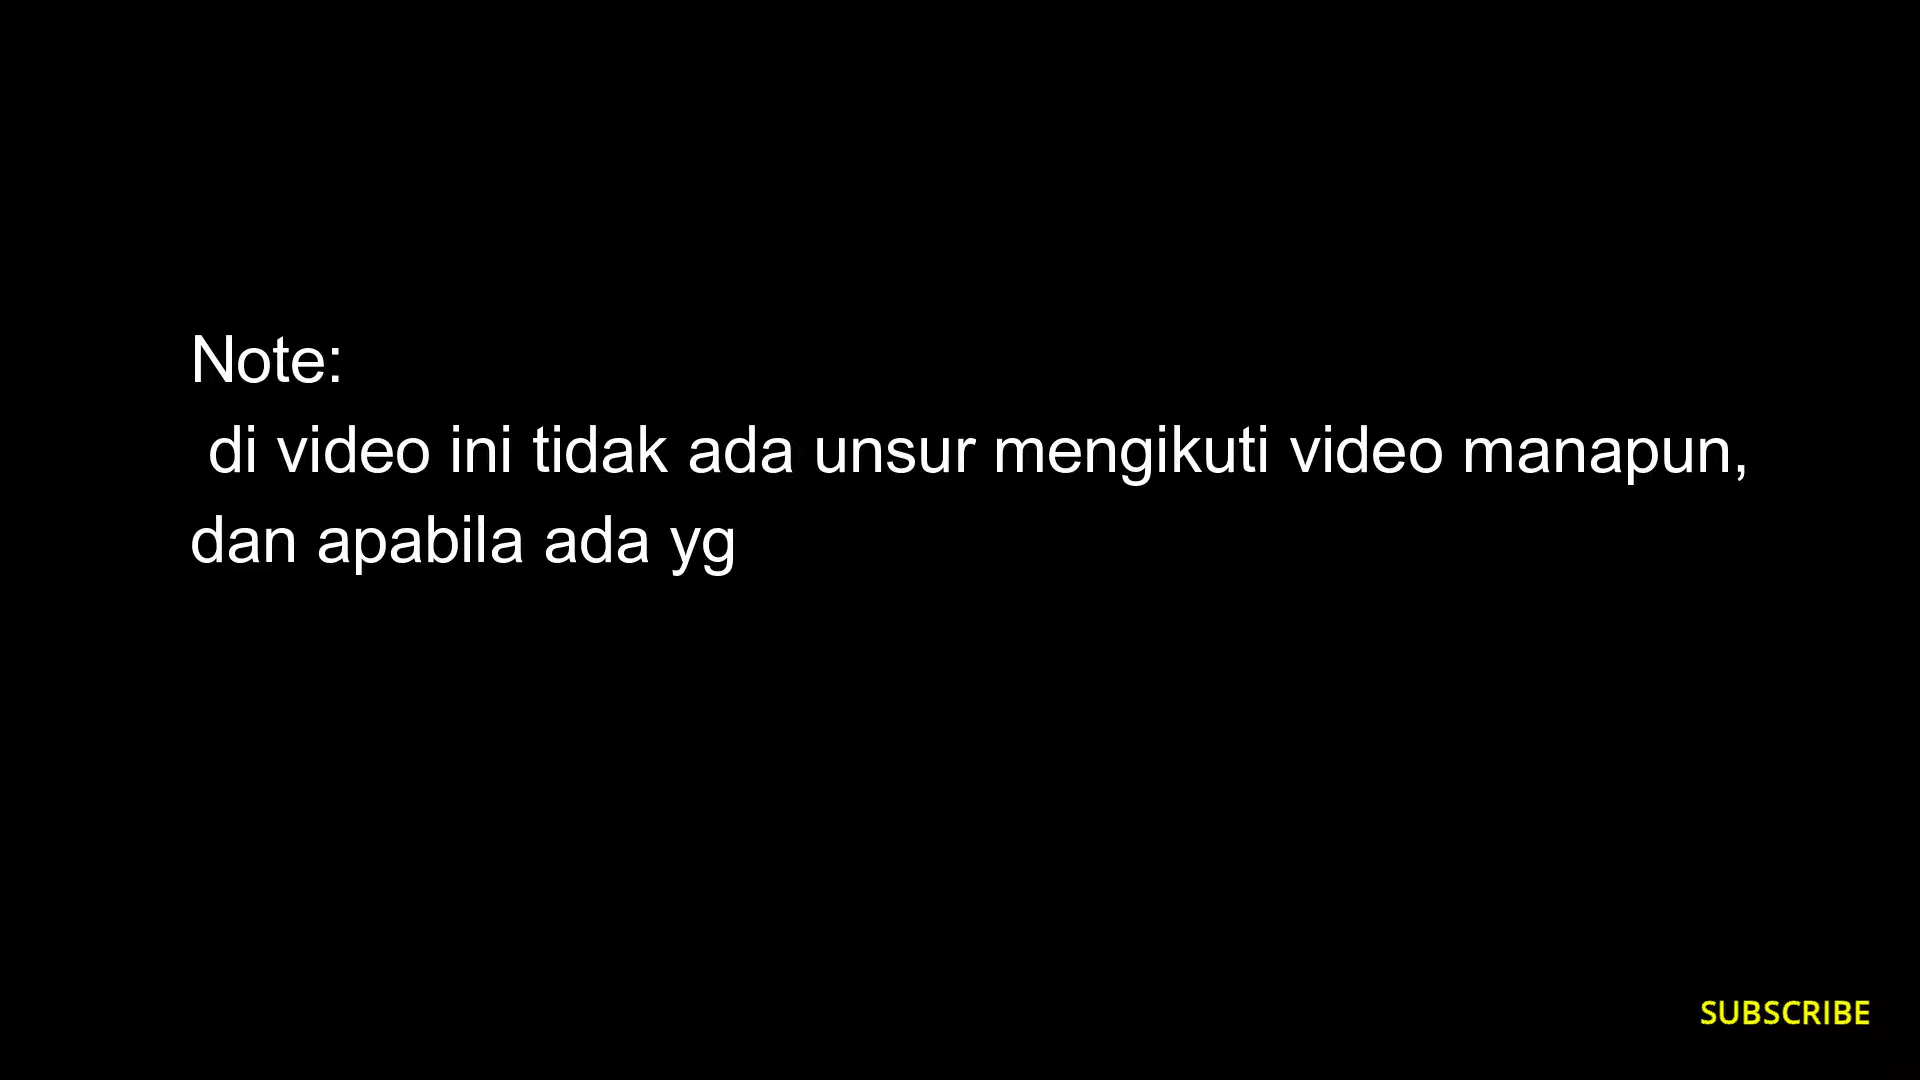 Note:
di video ini tidak ada unsur mengikuti video manapun,
dan apabila ada yg
SUBSCRIBE